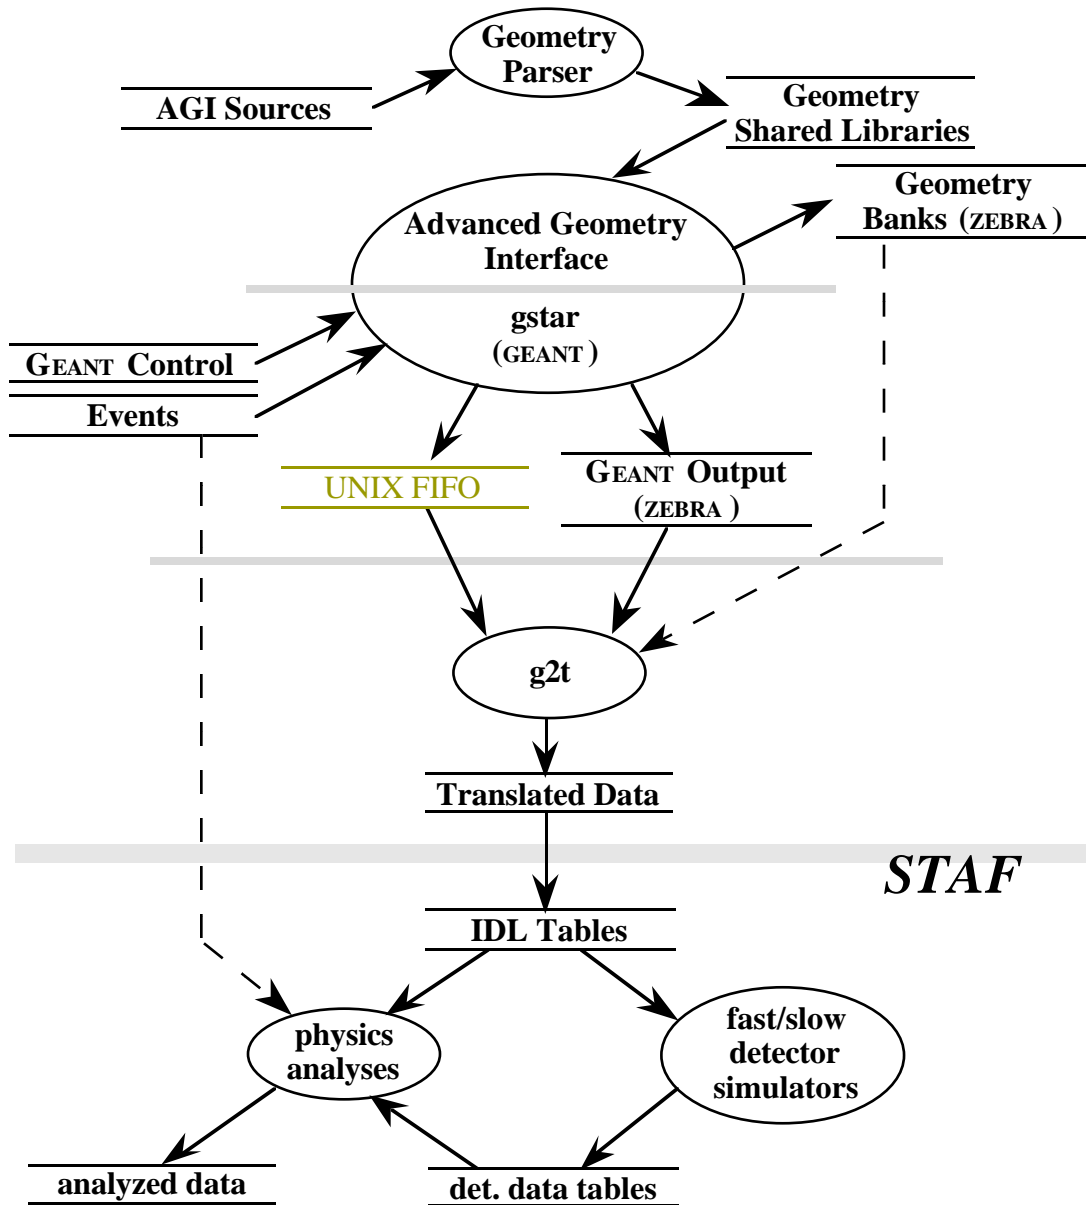 Geometry
Parser
AGI Sources
Geometry
Shared Libraries
Geometry
Banks (ZEBRA)
Advanced Geometry
Interface
gstar
(GEANT)
GEANT Control
Events
UNIX FIFO
GEANT Output
(ZEBRA)
g2t
Translated Data
STAF
IDL Tables
physics
analyses
fast/slow
detector
simulators
analyzed data
det. data tables